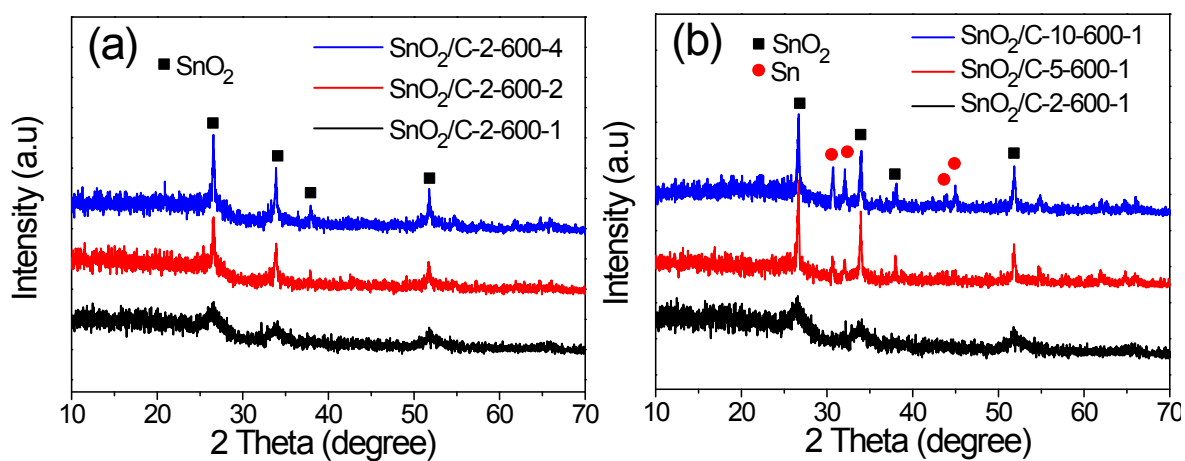 (a)
SnO2/C-2-600-4
SnO2
SnO2/C-2-600-2
SnO2/C-2-600-1
Intensity (a.u)
10 20 30 40 50 60 70
2 Theta (degree)
(b)
SnO2
SnO2/C-10-600-1
Sn
SnO2/C-5-600-1
SnO2/C-2-600-1
Intensity (a.u)
10 20 30 40 50 60 70
2 Theta (degree)